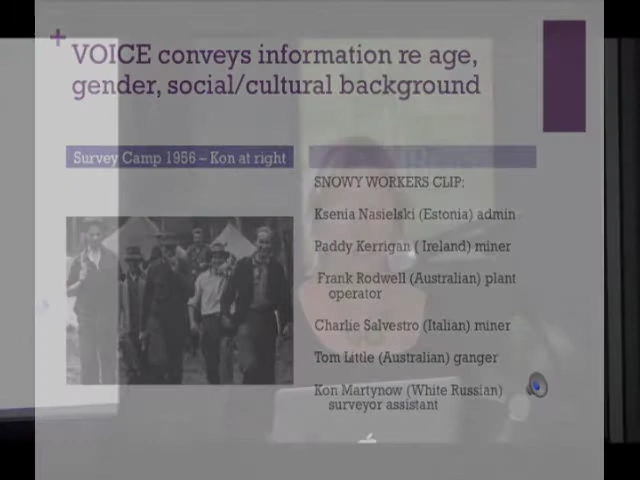 + VOICE conveys information re age,
gender, social/cultural background
Survey Camp 1956 – Kon at right
SNOWY WORKERS CLIP:
Ksenia Nasielski (Estonia) admin
Paddy Kerrigan ( Ireland) miner
Frank Rodwell (Australian) plant
operator
Charlie Salvestro (Italian) miner
Tom Little (Australian) ganger
Kon Martynow (White Russian)
surveyor assistant